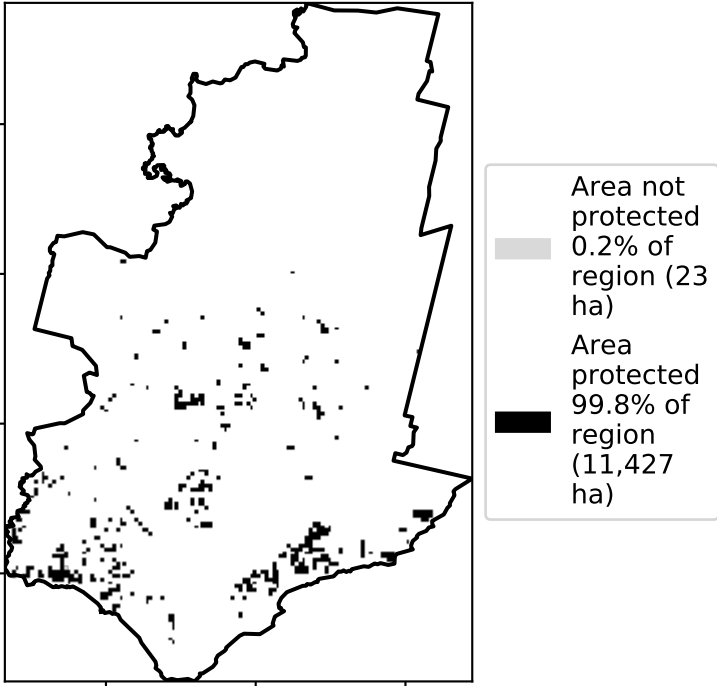 Area not
protected
0.2% of
region (23
ha)
Area
protected
99.8% of
region
(11,427
ha)